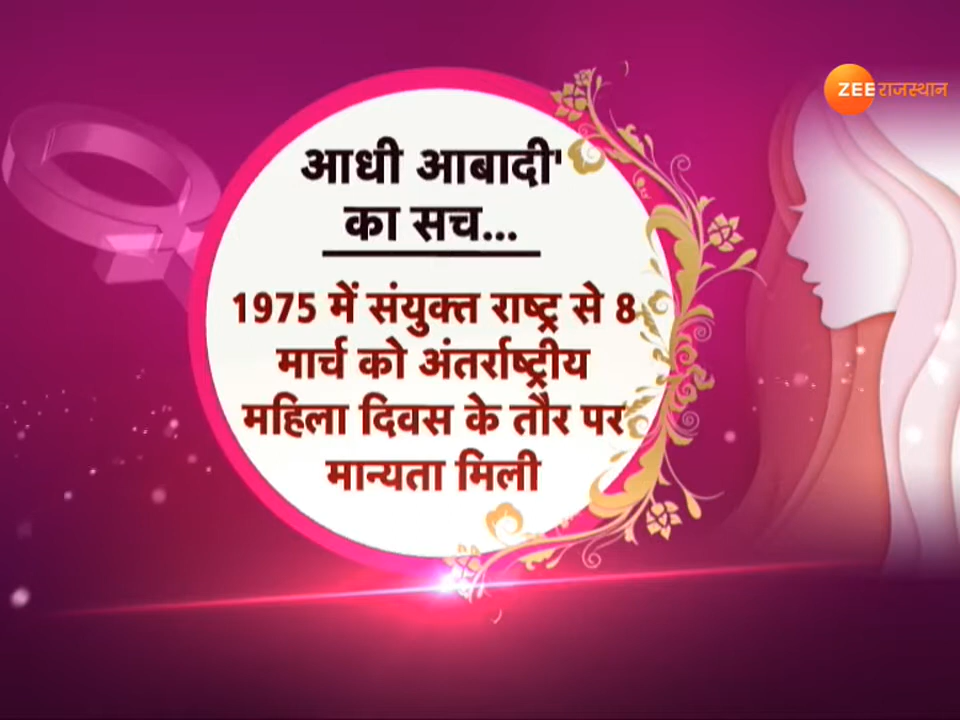 ZEE राजस्थान
आधी आबादी'
का सच...
1975 में संयुक्त राष्ट्र से 8
मार्च को अंतर्राष्ट्रीय
महिला दिवस के तौर पर
मान्यता मिली